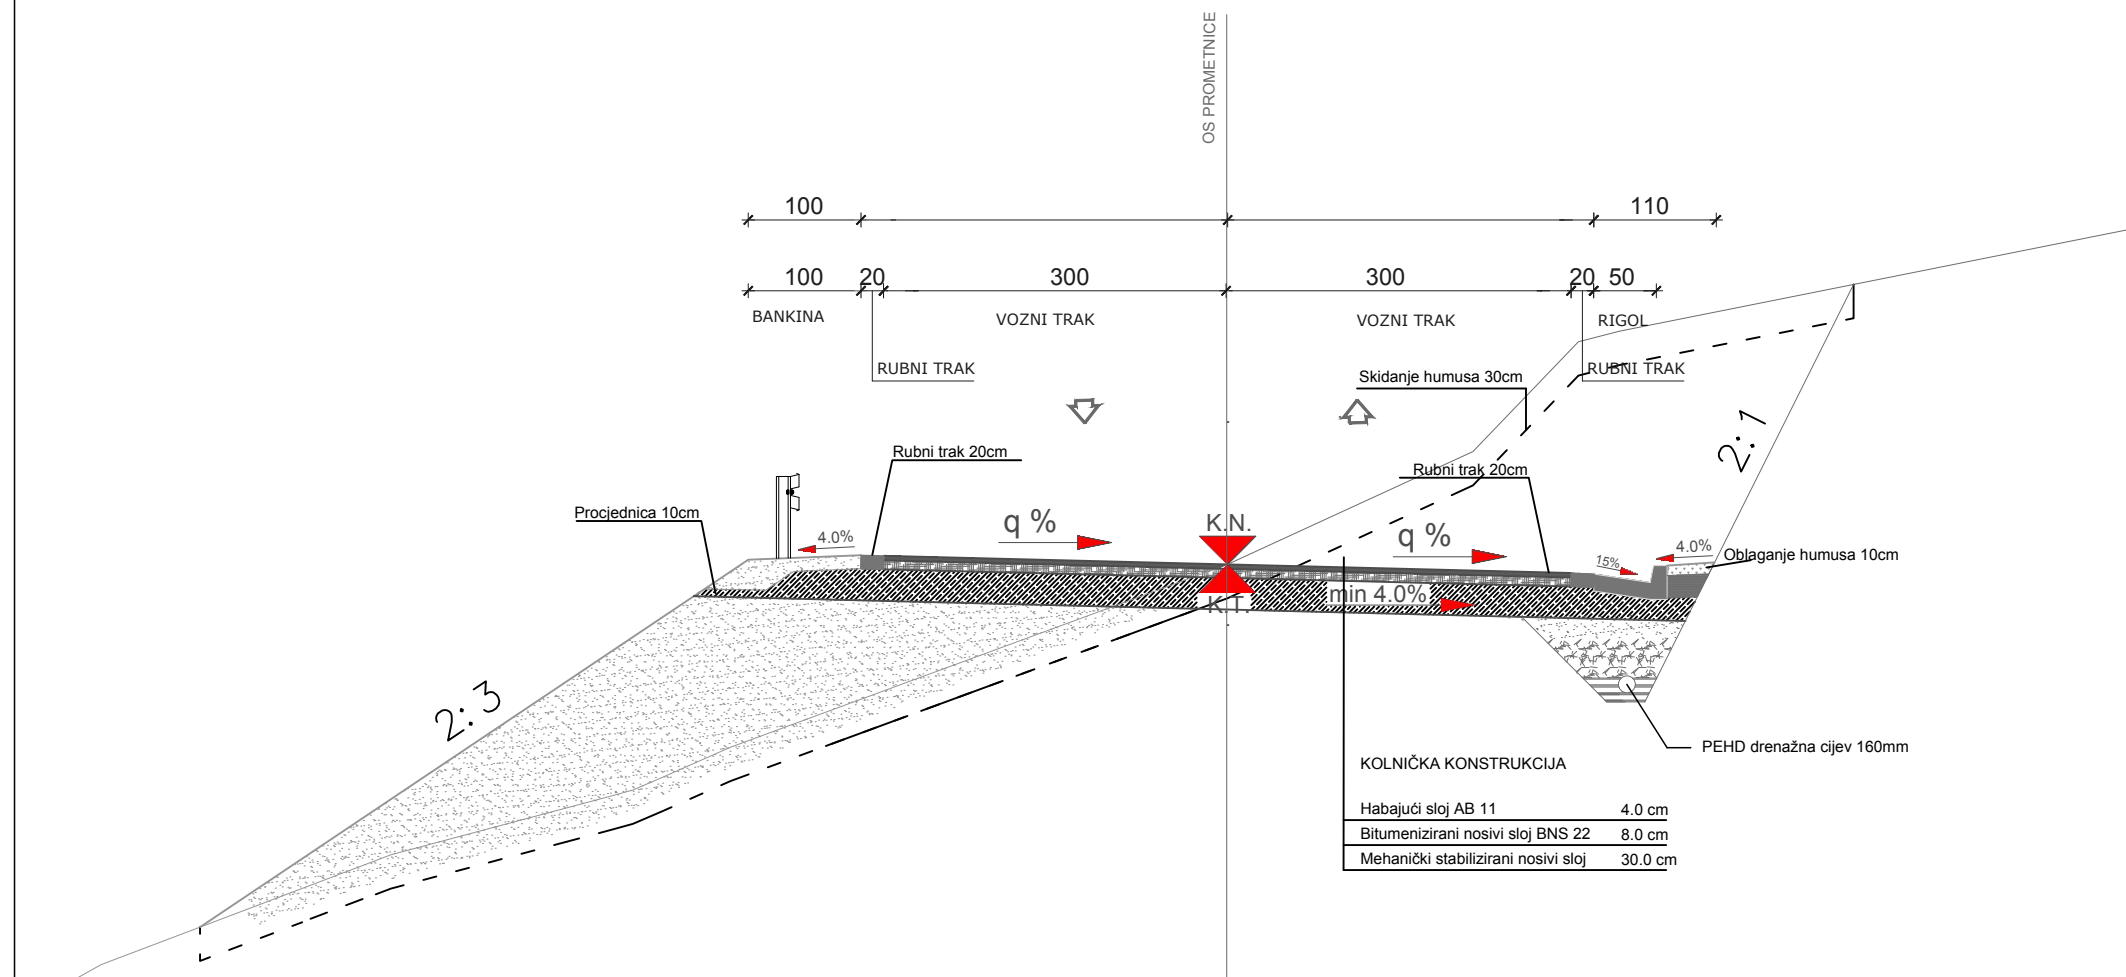 OS PROMETNICE
100
110
100
20
300
300
20
50
BANKINA
VOZNI TRAK
VOZNI TRAK
RIGOL
RUBNI TRAK
RUBNI TRAK
Skidanje humusa 30cm
2:1
Rubni trak 20cm
Rubni trak 20cm
Procjednica 10cm
4.0%
q %
K.N.
q %
15%
4.0%
Oblaganje humusa 10cm
min 4.0%
K.T.
2:3
PEHD drenažna cijev 160mm
KOLNIČKA KONSTRUKCIJA
Habajući sloj AB 11 4.0 cm
Bitumenizirani nosivi sloj BNS 22 8.0 cm
Mehanički stabilizirani nosivi sloj 30.0 cm